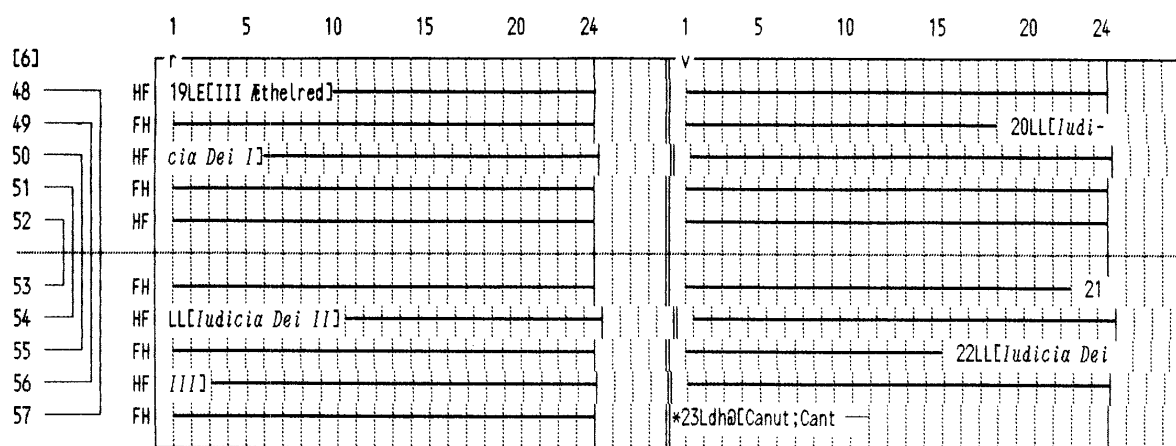 1 5 10 15 20 24 1 5 10 15 20 24
[6] r v
48 HF 19LE[III Æthelred]
49 FH 20LL[Iudi-
50 HF cia Dei I]
51 FH
52 HF
53 FH 21
54 HF LL[Iudicia Dei II]
55 FH 22LL[Iudicia Dei
56 HF III]
57 FH *23Ldh@[Canut;Cant